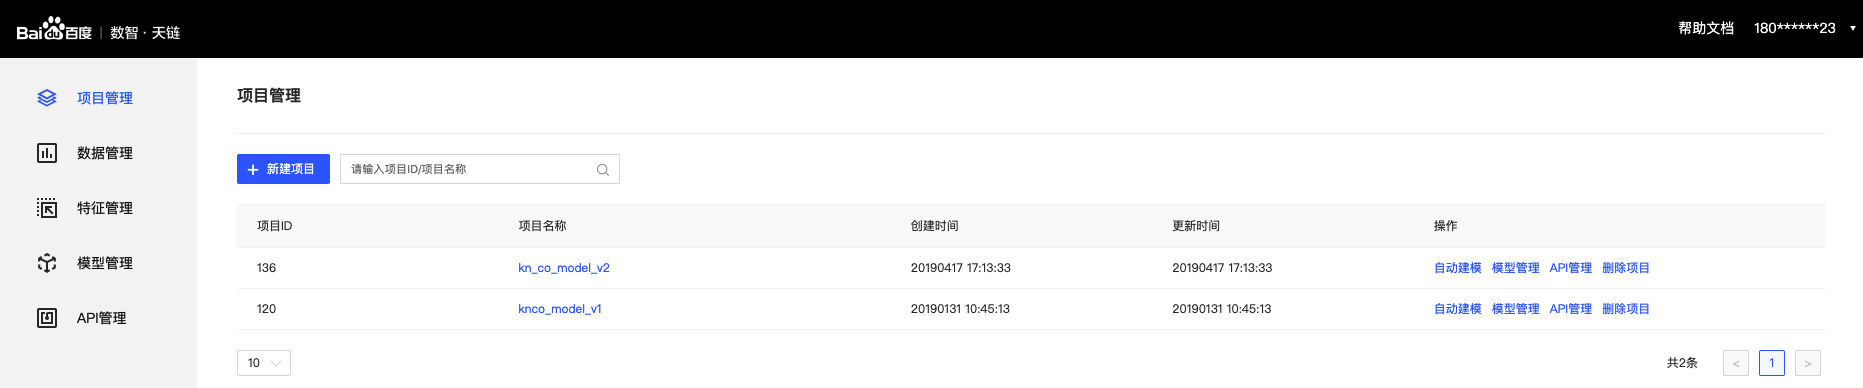 Baidu百度 | 数智 · 天链
帮助文档 180******23
项目管理
数据管理
特征管理
模型管理
API管理
项目管理
+ 新建项目 请输入项目ID/项目名称
项目ID 项目名称 创建时间 更新时间 操作
136 kn_co_model_v2 20190417 17:13:33 20190417 17:13:33 自动建模 模型管理 API管理 删除项目
120 knco_model_v1 20190131 10:45:13 20190131 10:45:13 自动建模 模型管理 API管理 删除项目
10 共2条 < 1 >